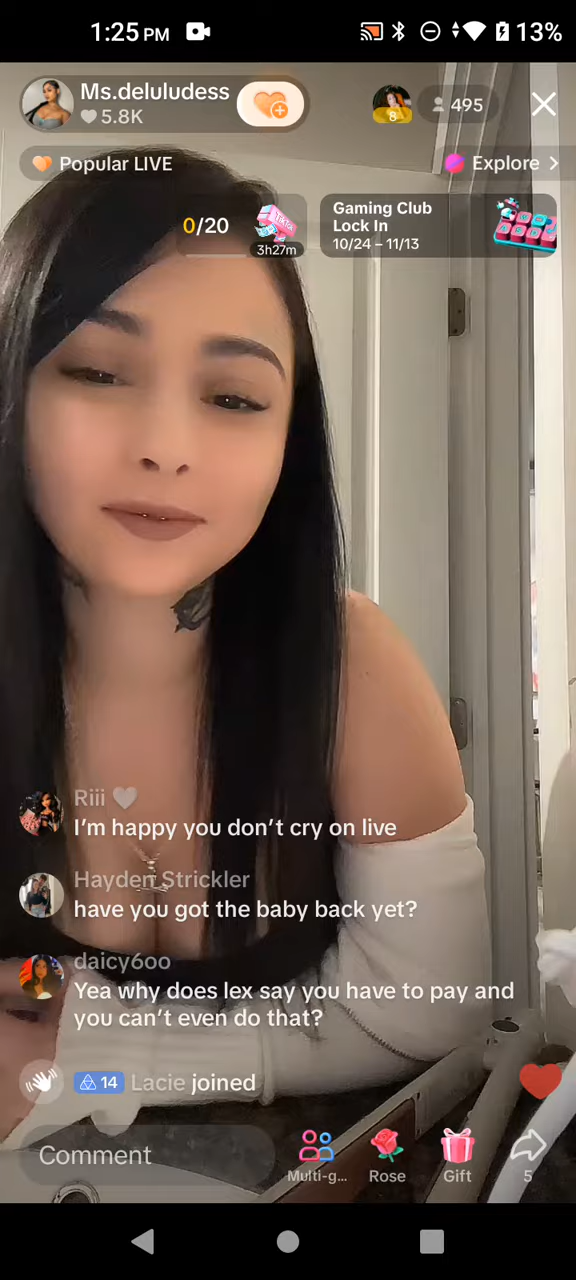 1:25 PM
13%
Ms.deluludess
5.8K
8
495
Popular LIVE
Explore >
0/20
TikTok
3h27m
Gaming Club
Lock In
10/24 – 11/13
Riii 🤍
I'm happy you don't cry on live
Hayden Strickler
have you got the baby back yet?
daicy6oo
Yea why does lex say you have to pay and
you can't even do that?
14 Lacie joined
Comment
Multi-g...
Rose
Gift
5